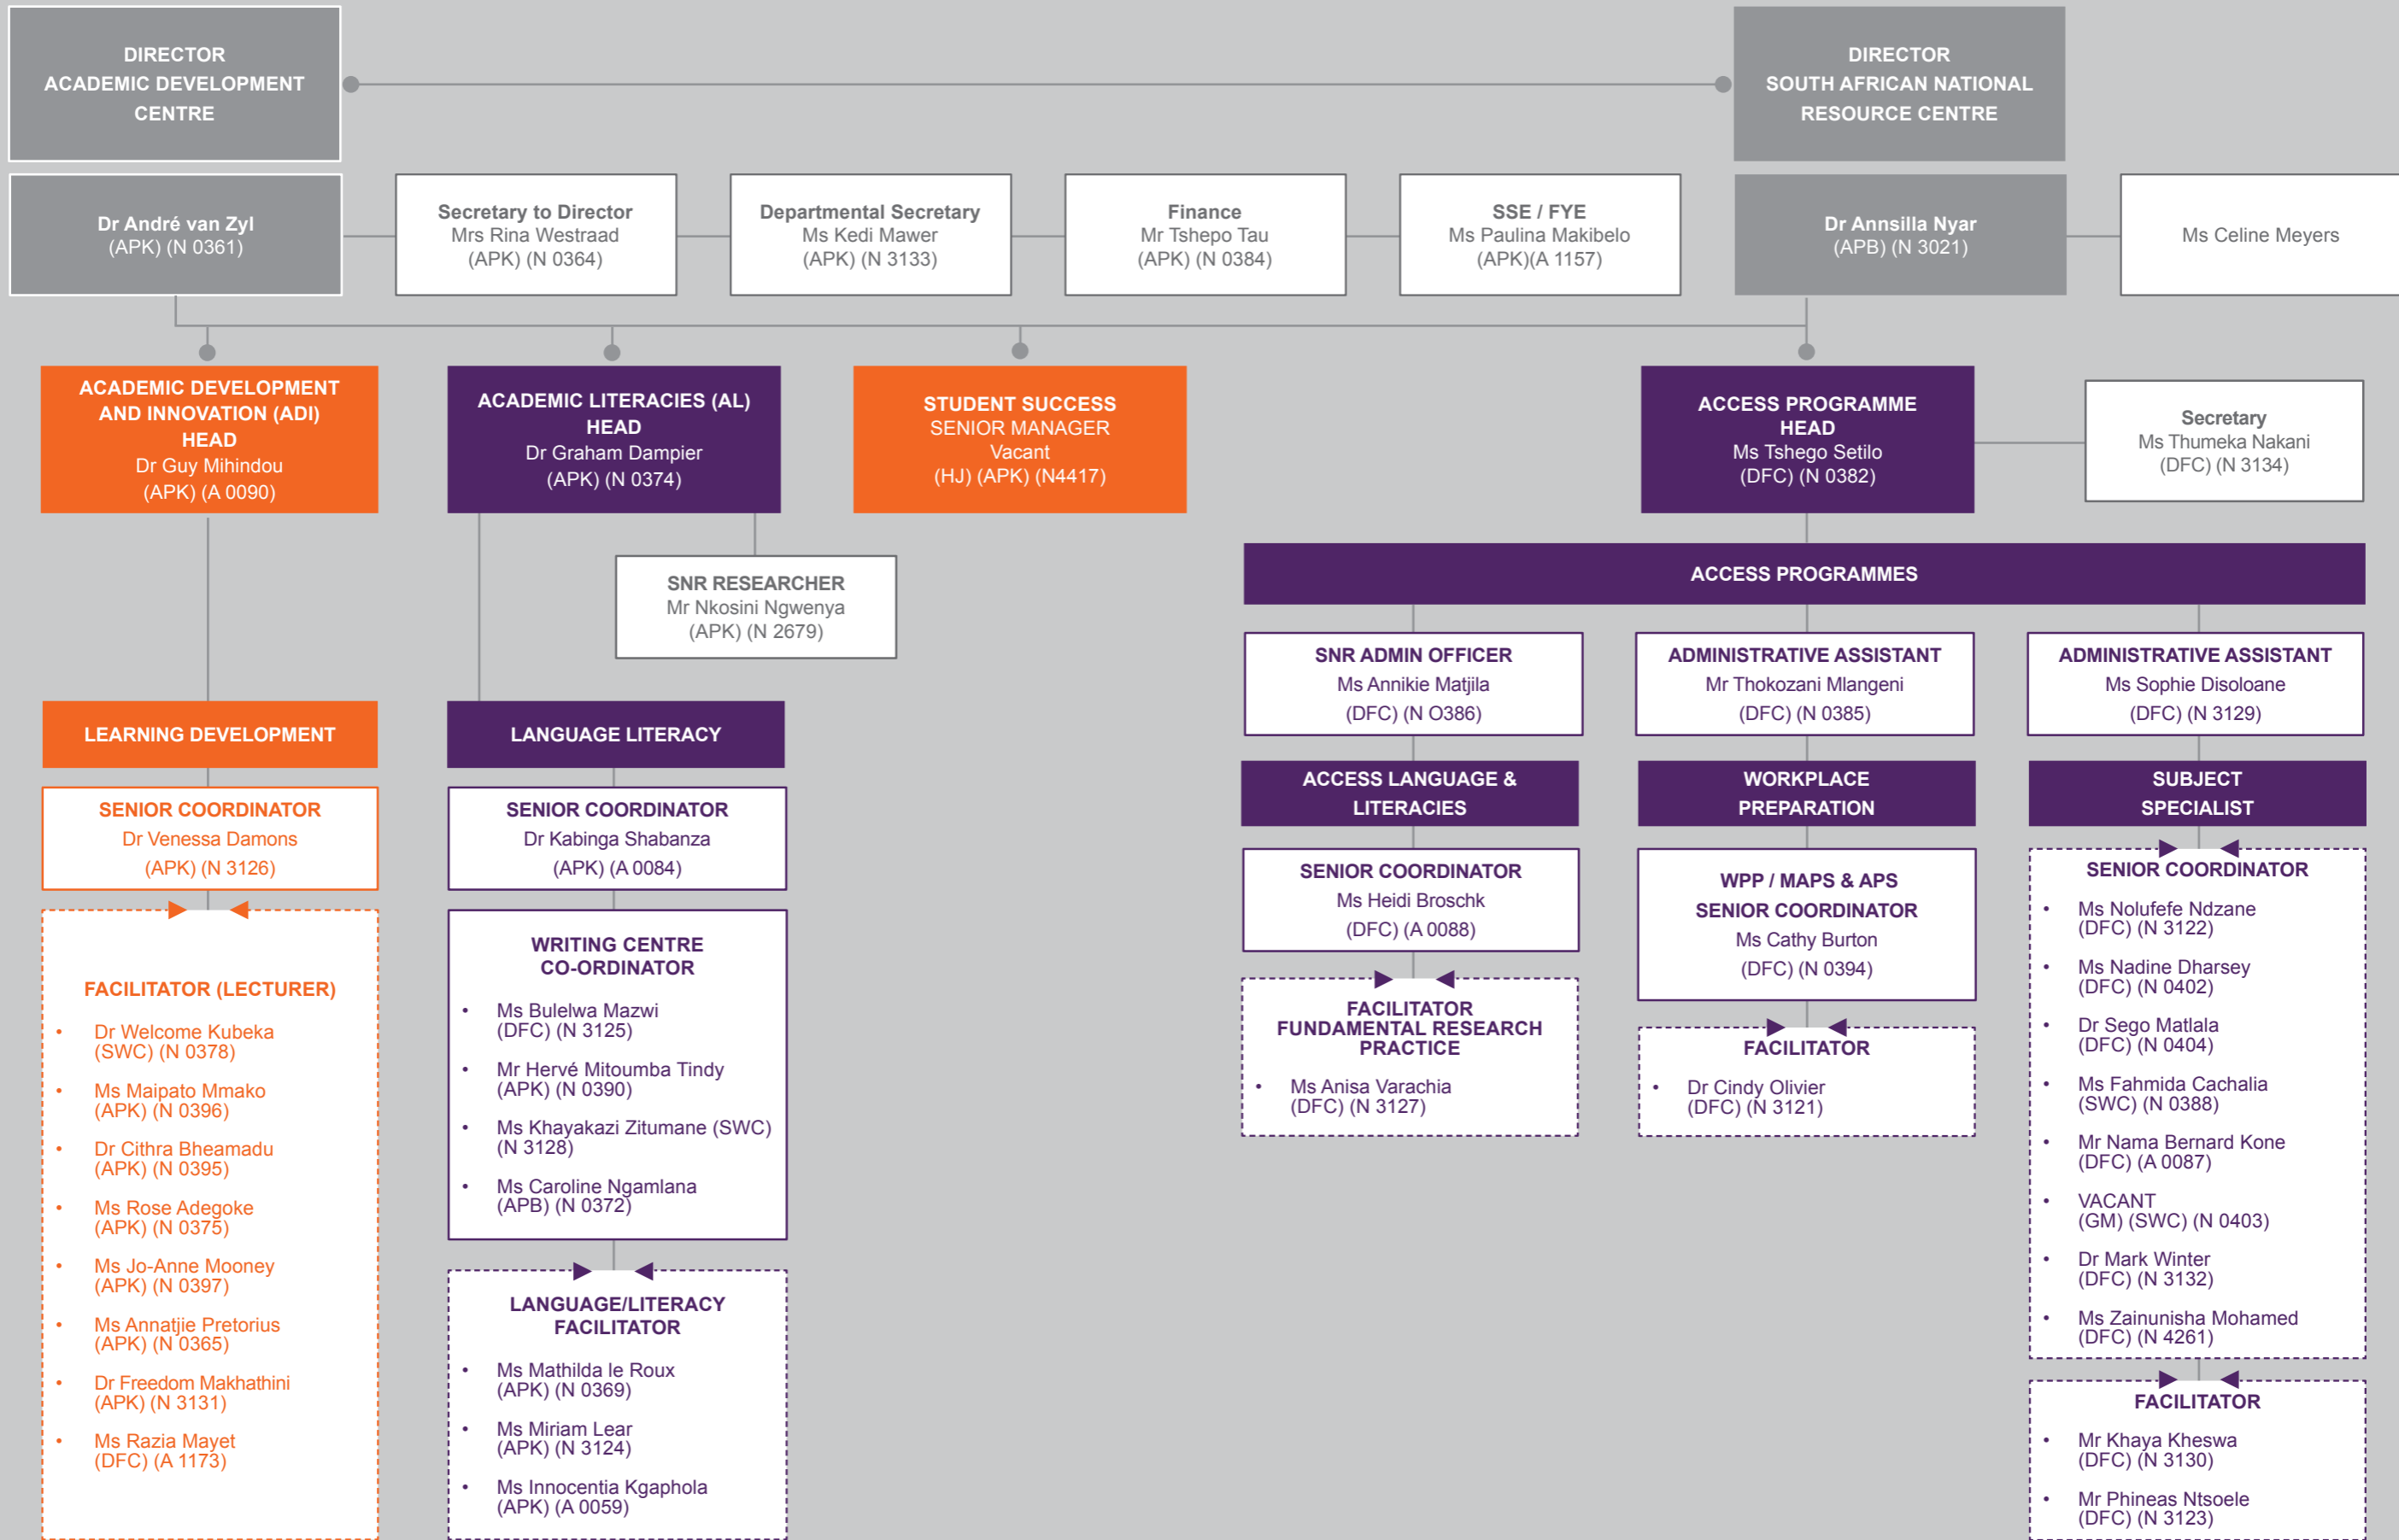 DIRECTOR
ACADEMIC DEVELOPMENT
CENTRE
DIRECTOR
SOUTH AFRICAN NATIONAL
RESOURCE CENTRE
Dr André van Zyl
(APK) (N 0361)
Secretary to Director
Mrs Rina Westraad
(APK) (N 0364)
Departmental Secretary
Ms Kedi Mawer
(APK) (N 3133)
Finance
Mr Tshepo Tau
(APK) (N 0384)
SSE / FYE
Ms Paulina Makibelo
(APK)(A 1157)
Dr Annsilla Nyar
(APB) (N 3021)
Ms Celine Meyers
ACADEMIC DEVELOPMENT
AND INNOVATION (ADI)
HEAD
Dr Guy Mihindou
(APK) (A 0090)
ACADEMIC LITERACIES (AL)
HEAD
Dr Graham Dampier
(APK) (N 0374)
STUDENT SUCCESS
SENIOR MANAGER
Vacant
(HJ) (APK) (N4417)
ACCESS PROGRAMME
HEAD
Ms Tshego Setilo
(DFC) (N 0382)
Secretary
Ms Thumeka Nakani
(DFC) (N 3134)
SNR RESEARCHER
Mr Nkosini Ngwenya
(APK) (N 2679)
ACCESS PROGRAMMES
SNR ADMIN OFFICER
Ms Annikie Matjila
(DFC) (N O386)
ADMINISTRATIVE ASSISTANT
Mr Thokozani Mlangeni
(DFC) (N 0385)
ADMINISTRATIVE ASSISTANT
Ms Sophie Disoloane
(DFC) (N 3129)
LEARNING DEVELOPMENT
SENIOR COORDINATOR
Dr Venessa Damons
(APK) (N 3126)
FACILITATOR (LECTURER)
• Dr Welcome Kubeka
(SWC) (N 0378)
• Ms Maipato Mmako
(APK) (N 0396)
• Dr Cithra Bheamadu
(APK) (N 0395)
• Ms Rose Adegoke
(APK) (N 0375)
• Ms Jo-Anne Mooney
(APK) (N 0397)
• Ms Annatjie Pretorius
(APK) (N 0365)
• Dr Freedom Makhathini
(APK) (N 3131)
• Ms Razia Mayet
(DFC) (A 1173)
LANGUAGE LITERACY
SENIOR COORDINATOR
Dr Kabinga Shabanza
(APK) (A 0084)
WRITING CENTRE
CO-ORDINATOR
• Ms Bulelwa Mazwi
(DFC) (N 3125)
• Mr Hervé Mitoumba Tindy
(APK) (N 0390)
• Ms Khayakazi Zitumane (SWC)
(N 3128)
• Ms Caroline Ngamlana
(APB) (N 0372)
LANGUAGE/LITERACY
FACILITATOR
• Ms Mathilda le Roux
(APK) (N 0369)
• Ms Miriam Lear
(APK) (N 3124)
• Ms Innocentia Kgaphola
(APK) (A 0059)
ACCESS LANGUAGE &
LITERACIES
SENIOR COORDINATOR
Ms Heidi Broschk
(DFC) (A 0088)
FACILITATOR
FUNDAMENTAL RESEARCH
PRACTICE
• Ms Anisa Varachia
(DFC) (N 3127)
WORKPLACE
PREPARATION
WPP / MAPS & APS
SENIOR COORDINATOR
Ms Cathy Burton
(DFC) (N 0394)
FACILITATOR
• Dr Cindy Olivier
(DFC) (N 3121)
SUBJECT
SPECIALIST
SENIOR COORDINATOR
• Ms Nolufefe Ndzane
(DFC) (N 3122)
• Ms Nadine Dharsey
(DFC) (N 0402)
• Dr Sego Matlala
(DFC) (N 0404)
• Ms Fahmida Cachalia
(SWC) (N 0388)
• Mr Nama Bernard Kone
(DFC) (A 0087)
• VACANT
(GM) (SWC) (N 0403)
• Dr Mark Winter
(DFC) (N 3132)
• Ms Zainunisha Mohamed
(DFC) (N 4261)
FACILITATOR
• Mr Khaya Kheswa
(DFC) (N 3130)
• Mr Phineas Ntsoele
(DFC) (N 3123)